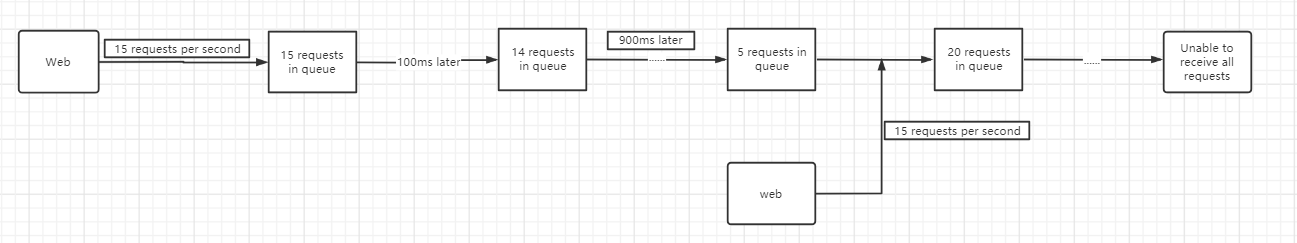 Web
15 requests per second
15 requests
in queue
100ms later
14 requests
in queue
900ms later
......
5 requests in
queue
web
15 requests per second
20 requests
in queue
.....
Unable to
receive all
requests